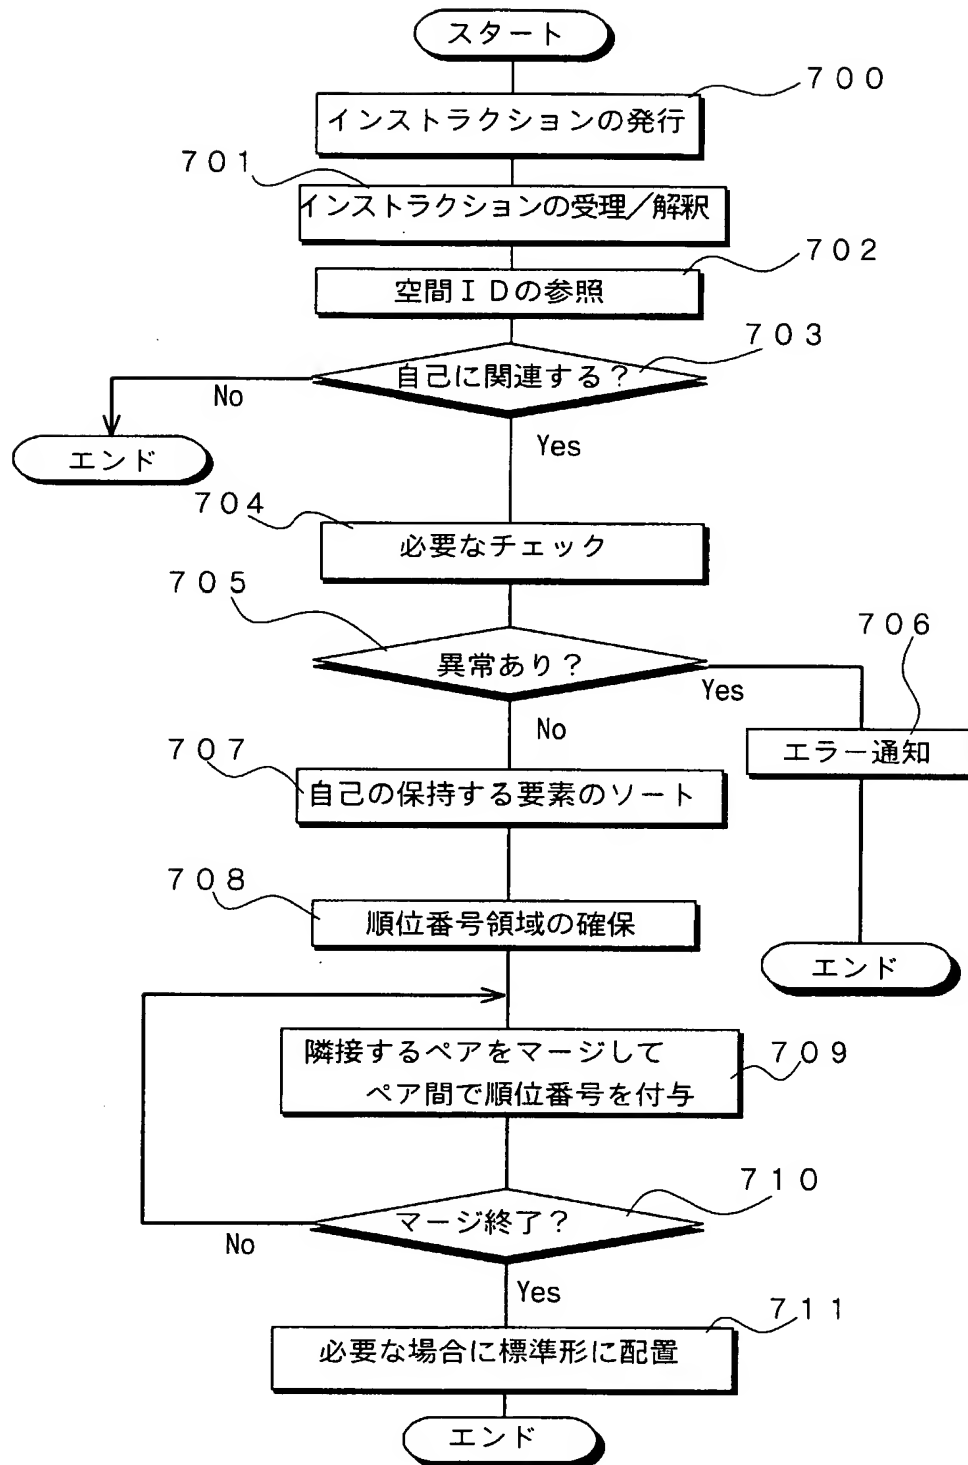 スタート
700
インストラクションの発行
701
インストラクションの受理／解釈
702
空間IDの参照
703
自己に関連する？
No
Yes
エンド
704
必要なチェック
705
異常あり？
Yes
706
エラー通知
No
707
自己の保持する要素のソート
708
順位番号領域の確保
エンド
隣接するペアをマージして
ペア間で順位番号を付与
709
710
マージ終了？
No
Yes
711
必要な場合に標準形に配置
エンド